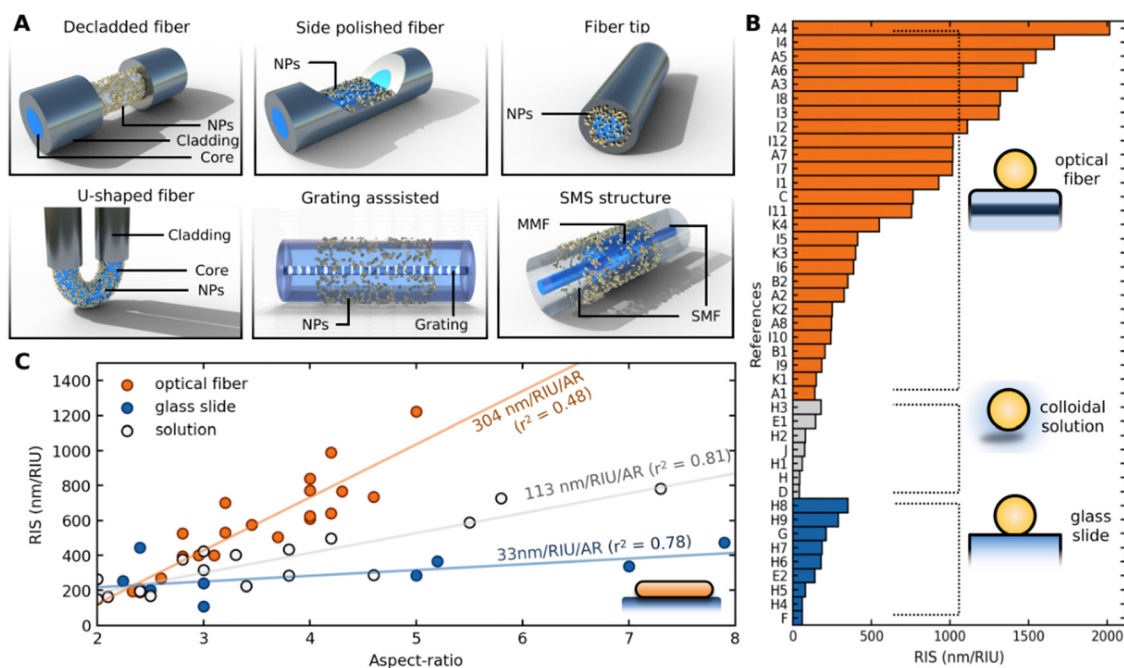 A
Decladded fiber
NPs
Cladding
Core
Side polished fiber
NPs
Fiber tip
NPs
U-shaped fiber
Cladding
Core
NPs
Grating asssisted
NPs
Grating
SMS structure
MMF
SMF
B
References
A4
I4
A5
A6
A3
I8
I3
I2
I12
A7
I7
I1
C
I11
K4
I5
K3
I6
B2
A2
K2
A8
I10
B1
I9
K1
A1
H3
E1
H2
J
H1
H
D
H8
H9
G
H7
H6
E2
H5
H4
F
optical
fiber
colloidal
solution
glass
slide
0 500 1000 1500 2000
RIS (nm/RIU)
C
RIS (nm/RIU)
1400
1200
1000
800
600
400
200
0
optical fiber
glass slide
solution
304 nm/RIU/AR
(r² = 0.48)
113 nm/RIU/AR (r² = 0.81)
33nm/RIU/AR (r² = 0.78)
2 3 4 5 6 7 8
Aspect-ratio